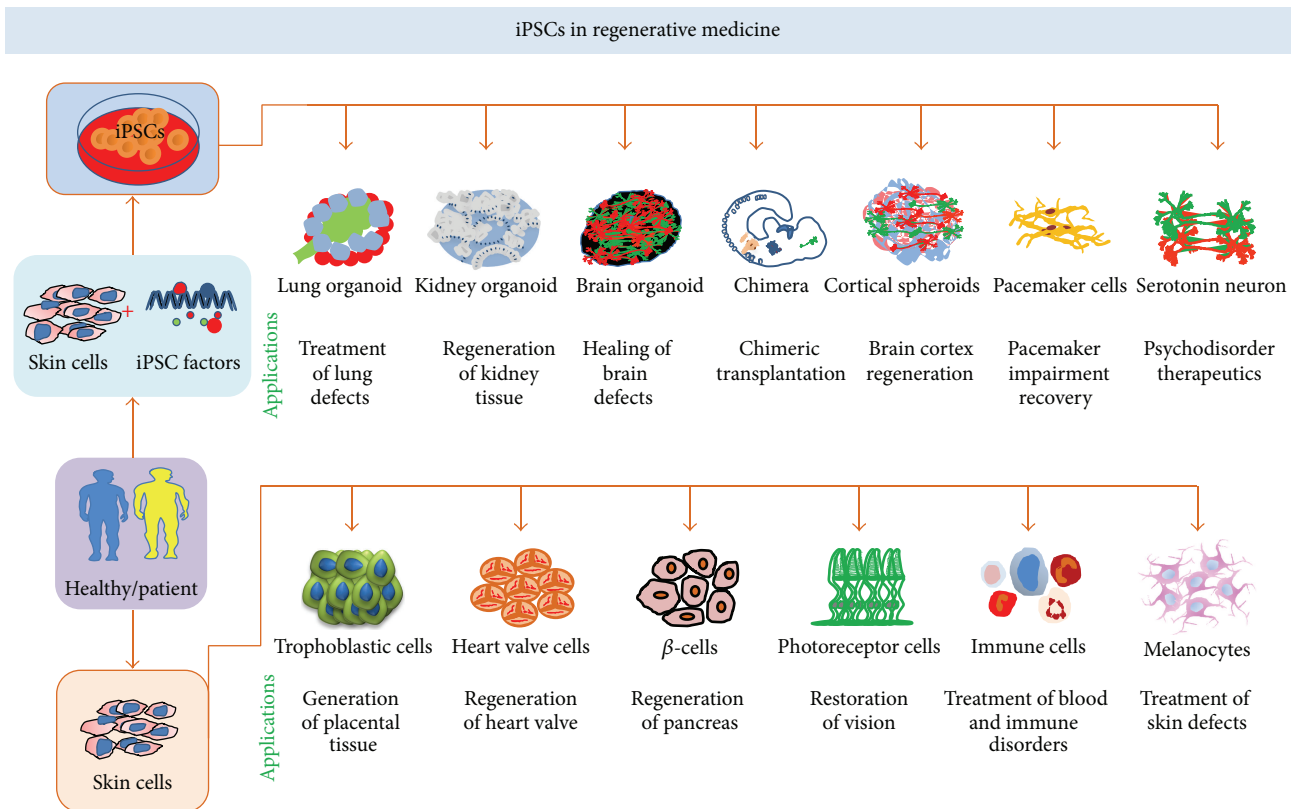 iPSCs in regenerative medicine
iPSCs
Skin cells
+
iPSC factors
Healthy/patient
Skin cells
Lung organoid
Kidney organoid
Brain organoid
Chimera
Cortical spheroids
Pacemaker cells
Serotonin neuron
Applications
Treatment
of lung
defects
Regeneration
of kidney
tissue
Healing of
brain
defects
Chimeric
transplantation
Brain cortex
regeneration
Pacemaker
impairment
recovery
Psychodisorder
therapeutics
Trophoblastic cells
Heart valve cells
β-cells
Photoreceptor cells
Immune cells
Melanocytes
Applications
Generation
of placental
tissue
Regeneration
of heart valve
Regeneration
of pancreas
Restoration
of vision
Treatment of blood
and immune
disorders
Treatment of
skin defects